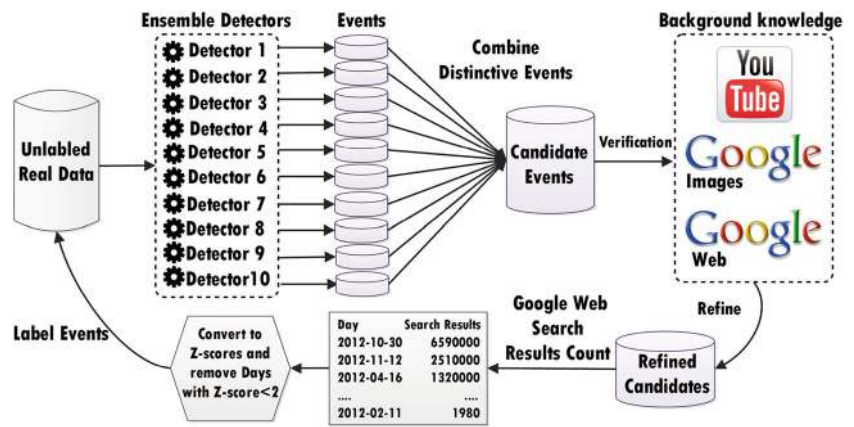 Ensemble Detectors
Events
Background knowledge
Detector 1
Detector 2
Detector 3
Detector 4
Detector 5
Detector 6
Detector 7
Detector 8
Detector 9
Detector10
Unlabled
Real Data
Combine
Distinctive Events
Candidate
Events
Verification
You
Tube
Google
Images
Google
Web
Refine
Refined
Candidates
Google Web
Search
Results Count
Day Search Results
2012-10-30 6590000
2012-11-12 2510000
2012-04-16 1320000
.... ....
2012-02-11 1980
Convert to
Z-scores and
remove Days
with Z-score<2
Label Events